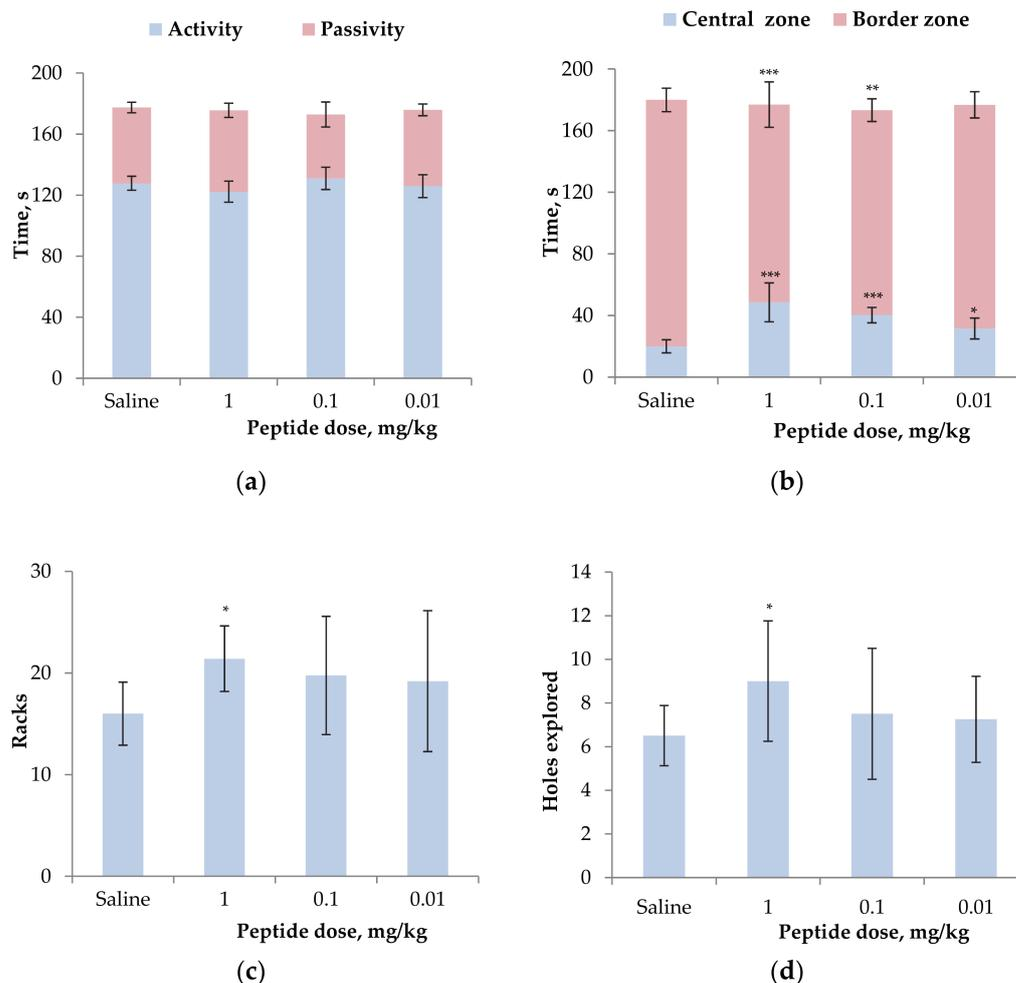 Activity Passivity
Time, s
200
160
120
80
40
0
Saline 1 0.1 0.01
Peptide dose, mg/kg
(a)
Central zone Border zone
Time, s
200
160
120
80
40
0
*** **
*** *** *
Saline 1 0.1 0.01
Peptide dose, mg/kg
(b)
Racks
30
20
10
0
*
Saline 1 0.1 0.01
Peptide dose, mg/kg
(c)
Holes explored
14
12
10
8
6
4
2
0
*
Saline 1 0.1 0.01
Peptide dose, mg/kg
(d)